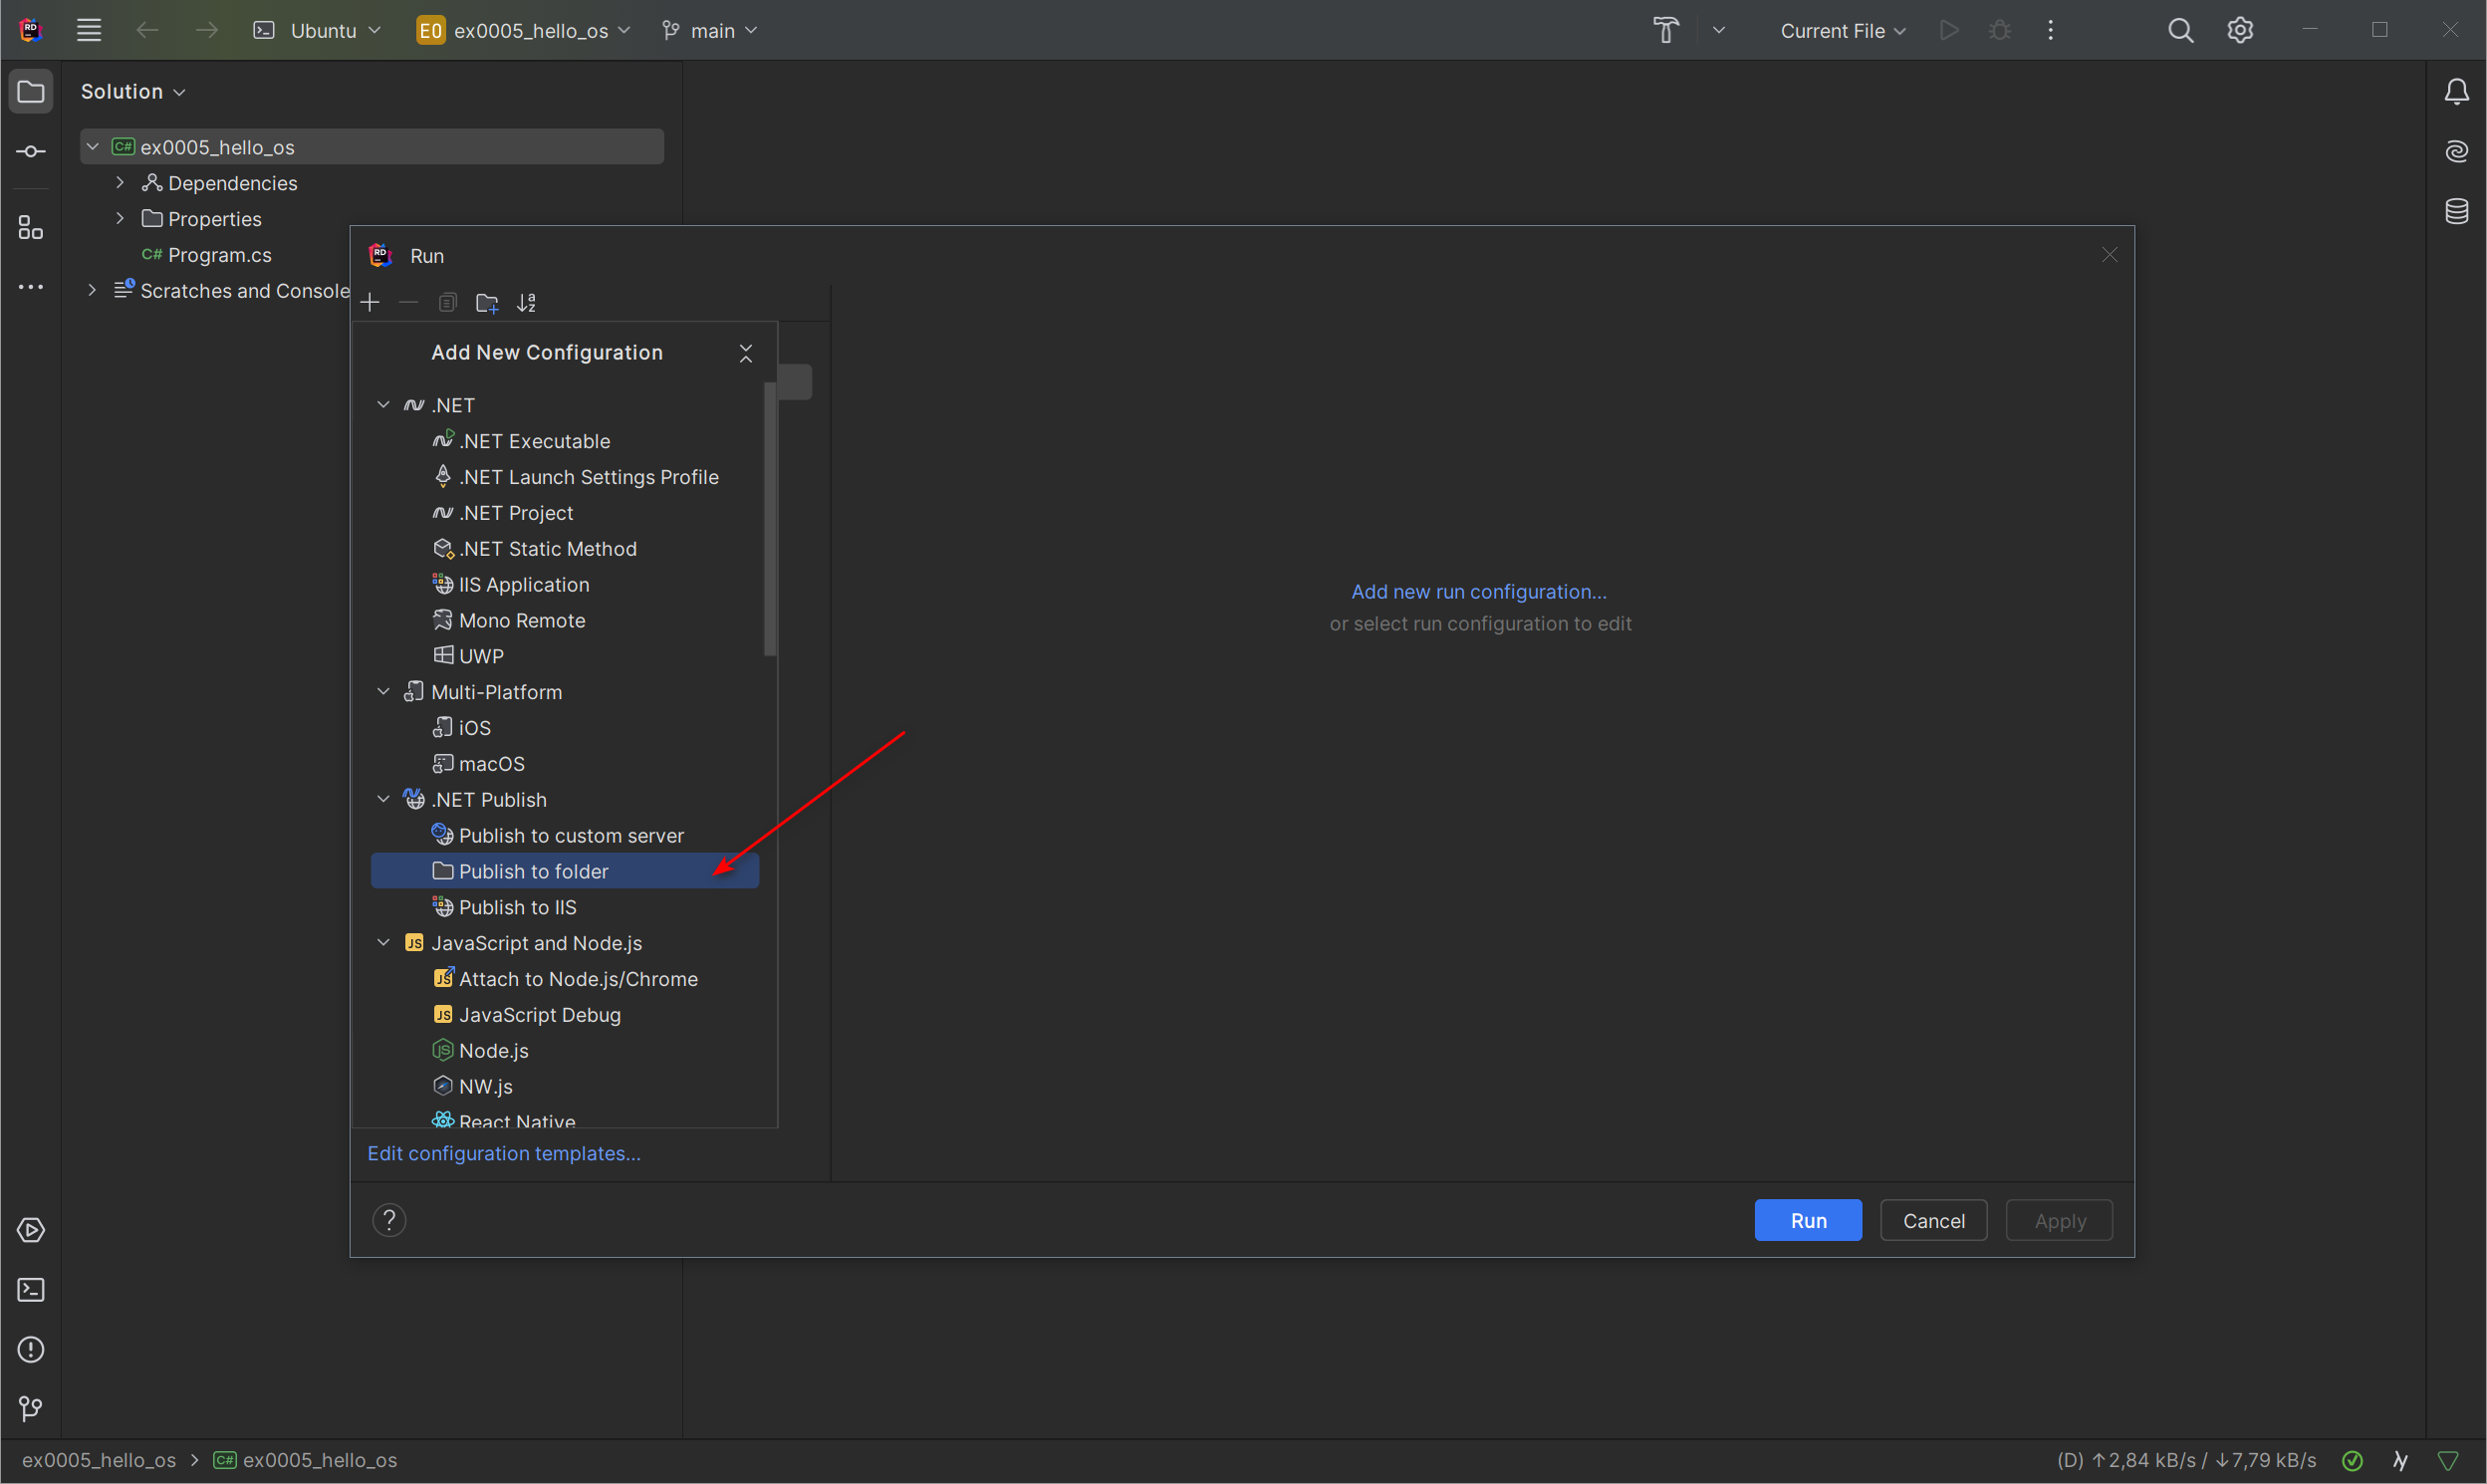 Ubuntu
E0 ex0005_hello_os
main
Current File
Solution
C# ex0005_hello_os
Dependencies
Properties
C# Program.cs
Scratches and Console
RD Run
Add New Configuration
.NET
.NET Executable
.NET Launch Settings Profile
.NET Project
.NET Static Method
IIS Application
Mono Remote
UWP
Multi-Platform
iOS
macOS
.NET Publish
Publish to custom server
Publish to folder
Publish to IIS
JS JavaScript and Node.js
JS Attach to Node.js/Chrome
JS JavaScript Debug
JS Node.js
NW.js
React Native
Edit configuration templates...
Add new run configuration...
or select run configuration to edit
?
Run
Cancel
Apply
ex0005_hello_os > C# ex0005_hello_os
(D) ↑2,84 kB/s / ↓7,79 kB/s